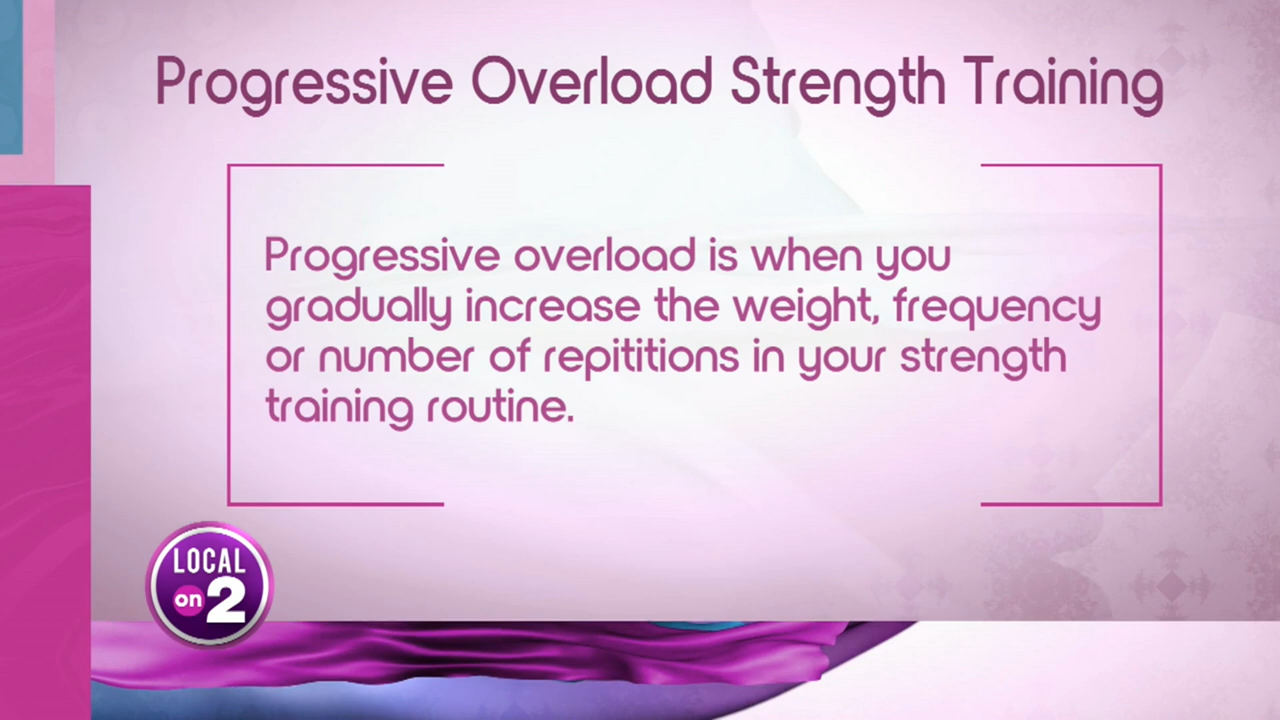 Progressive Overload Strength Training
Progressive overload is when you
gradually increase the weight, frequency
or number of repititions in your strength
training routine.
LOCAL
on 2